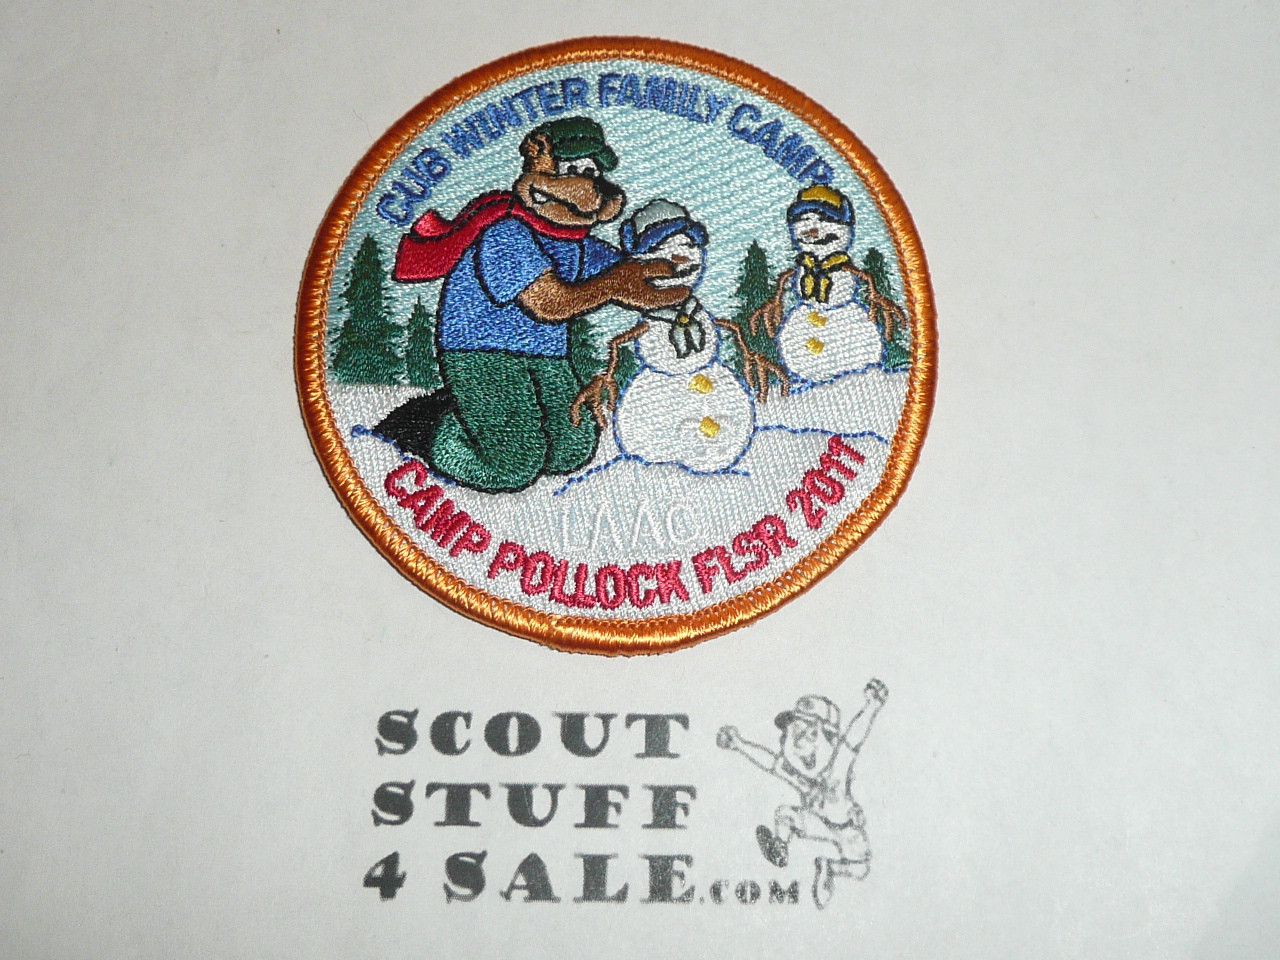 CUB WINTER FAMILY CAMP
LAAC
CAMP POLLOCK FLSR 2011
SCOUT
STUFF
4 SALE.COM